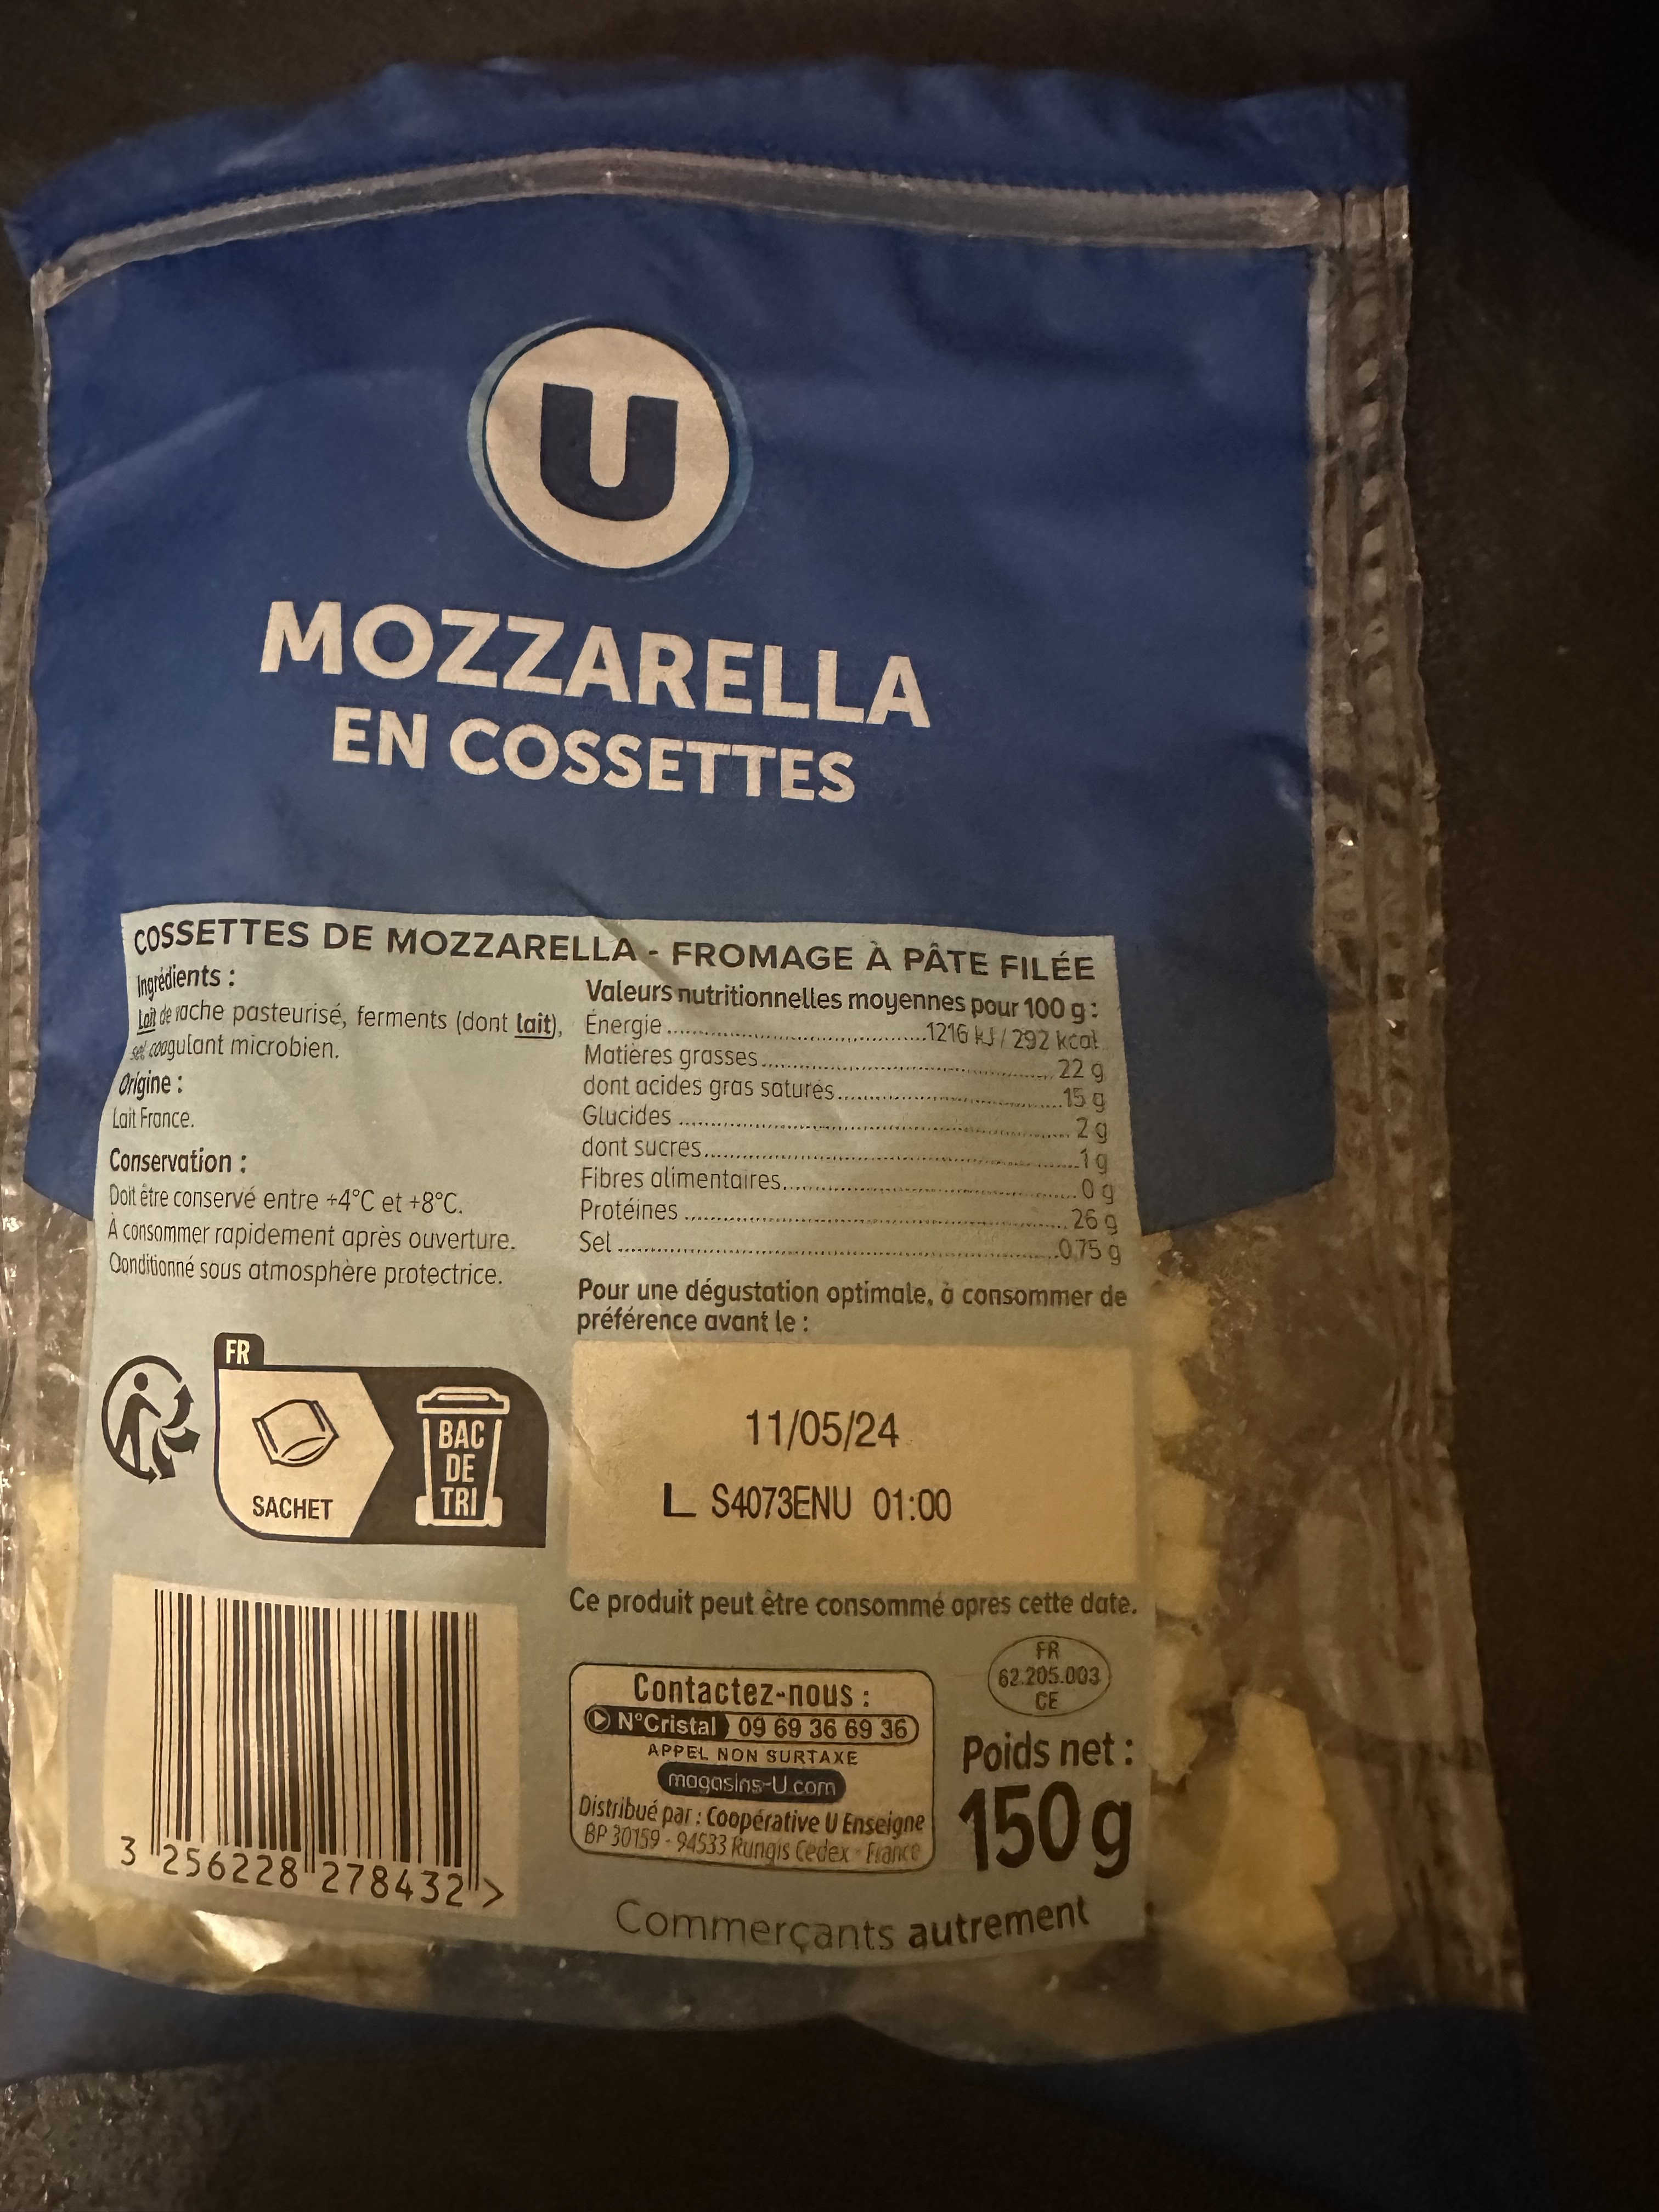 U
MOZZARELLA
EN COSSETTES
COSSETTES DE MOZZARELLA - FROMAGE À PÂTE FILÉE
Ingrédients :
Lait de vache pasteurisé, ferments (dont lait),
sel, coagulant microbien.
Origine :
Lait France.
Conservation :
Doit être conservé entre +4°C et +8°C.
À consommer rapidement après ouverture.
Conditionné sous atmosphère protectrice.
Valeurs nutritionnelles moyennes pour 100 g :
Énergie 1216 kJ / 292 kcal
Matières grasses 22 g
dont acides gras saturés 15 g
Glucides 2 g
dont sucres 1 g
Fibres alimentaires 0 g
Protéines 26 g
Sel 0,75 g
Pour une dégustation optimale, à consommer de
préférence avant le :
11/05/24
L S4073ENU 01:00
Ce produit peut être consommé après cette date.
FR
SACHET
BAC
DE
TRI
3 256228 278432 >
Contactez-nous :
N°Cristal 09 69 36 69 36
APPEL NON SURTAXÉ
magasins-U.com
Distribué par : Coopérative U Enseigne
BP 30159 - 94533 Rungis Cedex - France
FR
62.205.003
CE
Poids net :
150 g
Commerçants autrement